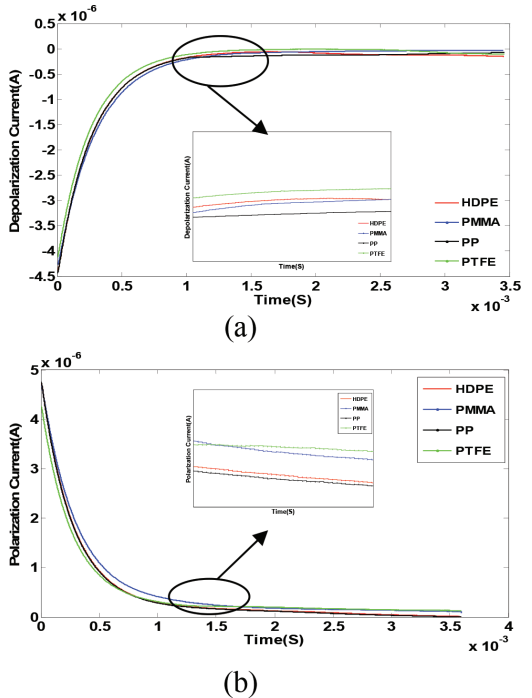 x 10⁻⁶
0.5
0
-0.5
-1
-1.5
-2
-2.5
-3
-3.5
-4
-4.5
Depolarization Current(A)
Depolarization Current(A)
HDPE
PMMA
PP
PTFE
Time(S)
HDPE
PMMA
PP
PTFE
0 0.5 1 1.5 2 2.5 3 3.5
Time(S)
x 10⁻³
(a)
x 10⁻⁶
5
4
3
2
1
0
Polarization Current(A)
Polarization Current(A)
HDPE
PMMA
PP
PTFE
Time(S)
HDPE
PMMA
PP
PTFE
0 0.5 1 1.5 2 2.5 3 3.5 4
Time(S)
x 10⁻³
(b)